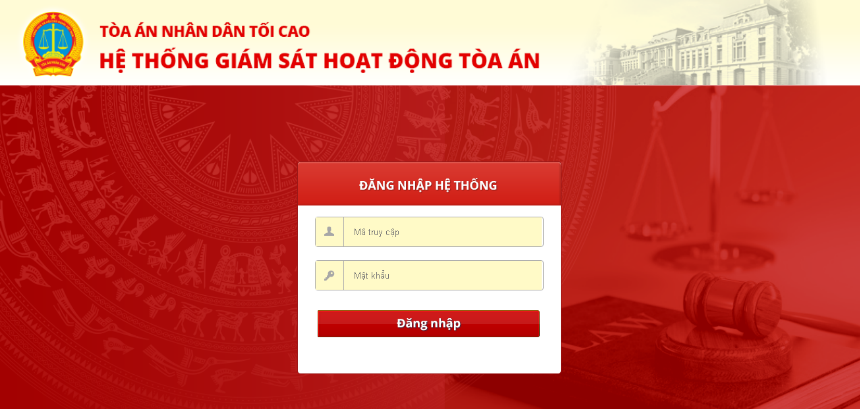 TÒA ÁN NHÂN DÂN TỐI CAO
HỆ THỐNG GIÁM SÁT HOẠT ĐỘNG TÒA ÁN
ĐĂNG NHẬP HỆ THỐNG
Mã truy cập
Mật khẩu
Đăng nhập
LAW